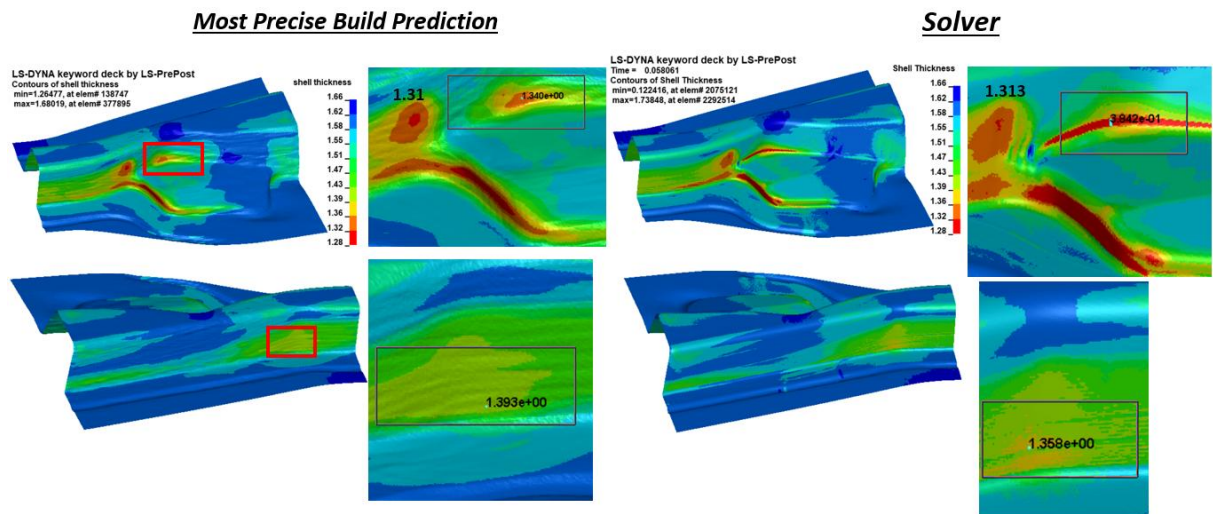 Most Precise Build Prediction
Solver
LS-DYNA keyword deck by LS-PrePost
Contours of shell thickness
min=1.26477, at elem# 138747
max=1.68019, at elem# 377895
shell thickness
1.66
1.62
1.58
1.55
1.51
1.47
1.43
1.39
1.36
1.32
1.28
1.31
1.340e+00
LS-DYNA keyword deck by LS-PrePost
Time = 0.058061
Contours of Shell Thickness
min=0.122416, at elem# 2075121
max=1.73848, at elem# 2292514
Shell Thickness
1.66
1.62
1.58
1.55
1.51
1.47
1.43
1.39
1.36
1.32
1.28
1.313
3.842e-01
1.393e+00
1.358e+00